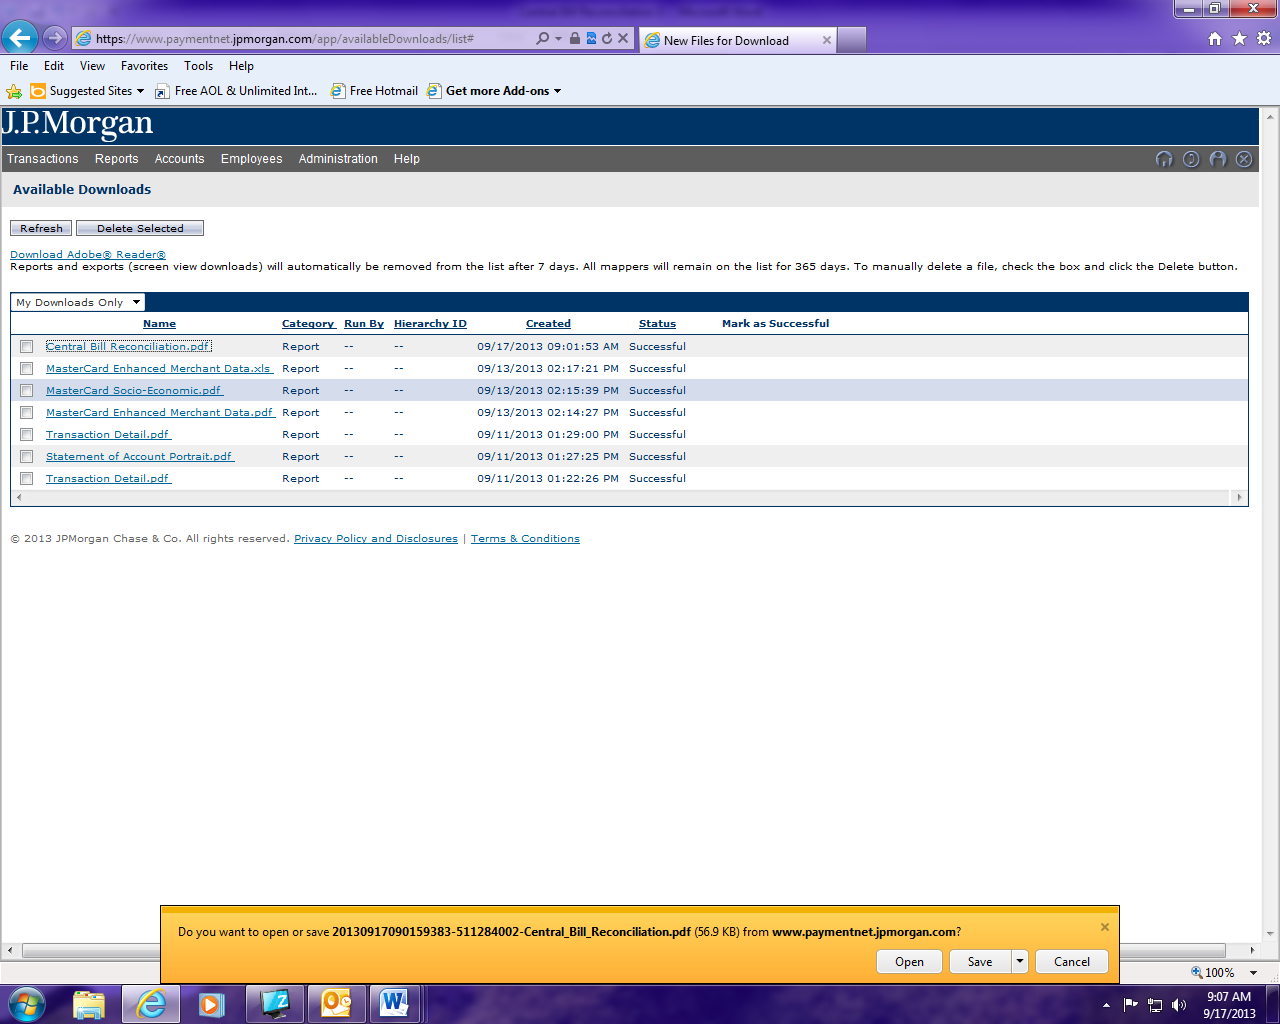 https://www.paymentnet.jpmorgan.com/app/availableDownloads/list#
New Files for Download
File Edit View Favorites Tools Help
Suggested Sites Free AOL & Unlimited Int... Free Hotmail Get more Add-ons
J.P.Morgan
Transactions Reports Accounts Employees Administration Help
Available Downloads
Refresh Delete Selected
Download Adobe® Reader®
Reports and exports (screen view downloads) will automatically be removed from the list after 7 days. All mappers will remain on the list for 365 days. To manually delete a file, check the box and click the Delete button.
My Downloads Only
Name Category Run By Hierarchy ID Created Status Mark as Successful
Central Bill Reconciliation.pdf Report -- -- 09/17/2013 09:01:53 AM Successful
MasterCard Enhanced Merchant Data.xls Report -- -- 09/13/2013 02:17:21 PM Successful
MasterCard Socio-Economic.pdf Report -- -- 09/13/2013 02:15:39 PM Successful
MasterCard Enhanced Merchant Data.pdf Report -- -- 09/13/2013 02:14:27 PM Successful
Transaction Detail.pdf Report -- -- 09/11/2013 01:29:00 PM Successful
Statement of Account Portrait.pdf Report -- -- 09/11/2013 01:27:25 PM Successful
Transaction Detail.pdf Report -- -- 09/11/2013 01:22:26 PM Successful
© 2013 JPMorgan Chase & Co. All rights reserved. Privacy Policy and Disclosures | Terms & Conditions
Do you want to open or save 20130917090159383-511284002-Central_Bill_Reconciliation.pdf (56.9 KB) from www.paymentnet.jpmorgan.com?
Open Save Cancel
100%
9:07 AM
9/17/2013